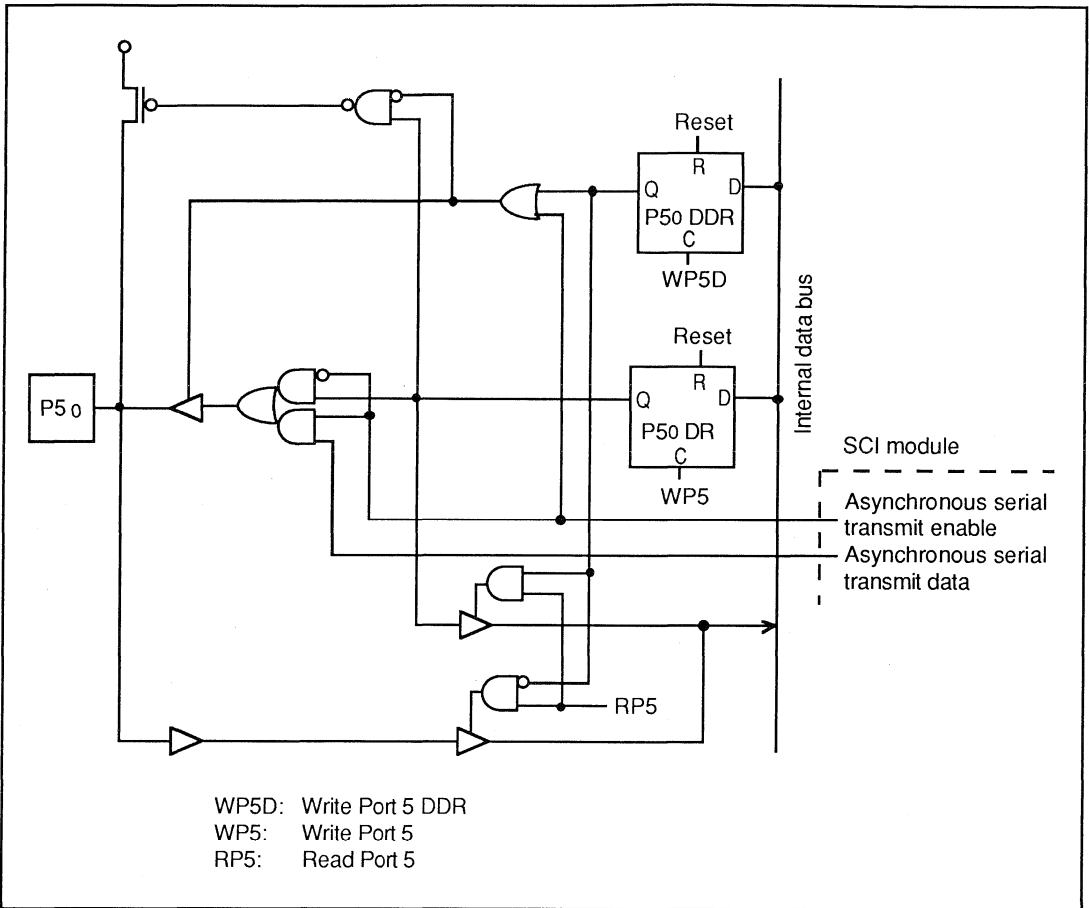 Reset
R
Q
D
P50 DDR
C
WP5D
Internal data bus
Reset
R
Q
D
P50 DR
C
WP5
P50
SCI module
Asynchronous serial
transmit enable
Asynchronous serial
transmit data
RP5
WP5D: Write Port 5 DDR
WP5: Write Port 5
RP5: Read Port 5